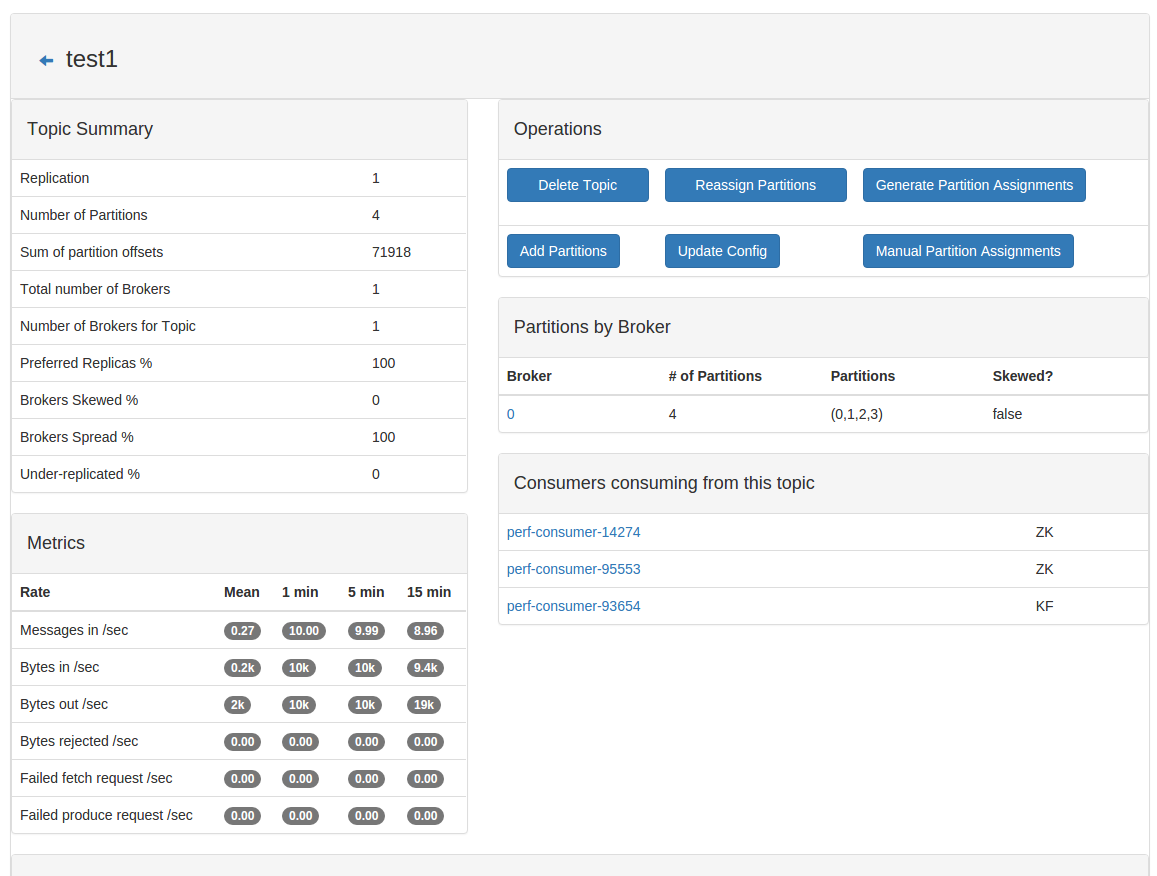 test1
Topic Summary
Replication 1
Number of Partitions 4
Sum of partition offsets 71918
Total number of Brokers 1
Number of Brokers for Topic 1
Preferred Replicas % 100
Brokers Skewed % 0
Brokers Spread % 100
Under-replicated % 0
Metrics
Rate Mean 1 min 5 min 15 min
Messages in /sec 0.27 10.00 9.99 8.96
Bytes in /sec 0.2k 10k 10k 9.4k
Bytes out /sec 2k 10k 10k 19k
Bytes rejected /sec 0.00 0.00 0.00 0.00
Failed fetch request /sec 0.00 0.00 0.00 0.00
Failed produce request /sec 0.00 0.00 0.00 0.00
Operations
Delete Topic Reassign Partitions Generate Partition Assignments
Add Partitions Update Config Manual Partition Assignments
Partitions by Broker
Broker # of Partitions Partitions Skewed?
0 4 (0,1,2,3) false
Consumers consuming from this topic
perf-consumer-14274 ZK
perf-consumer-95553 ZK
perf-consumer-93654 KF